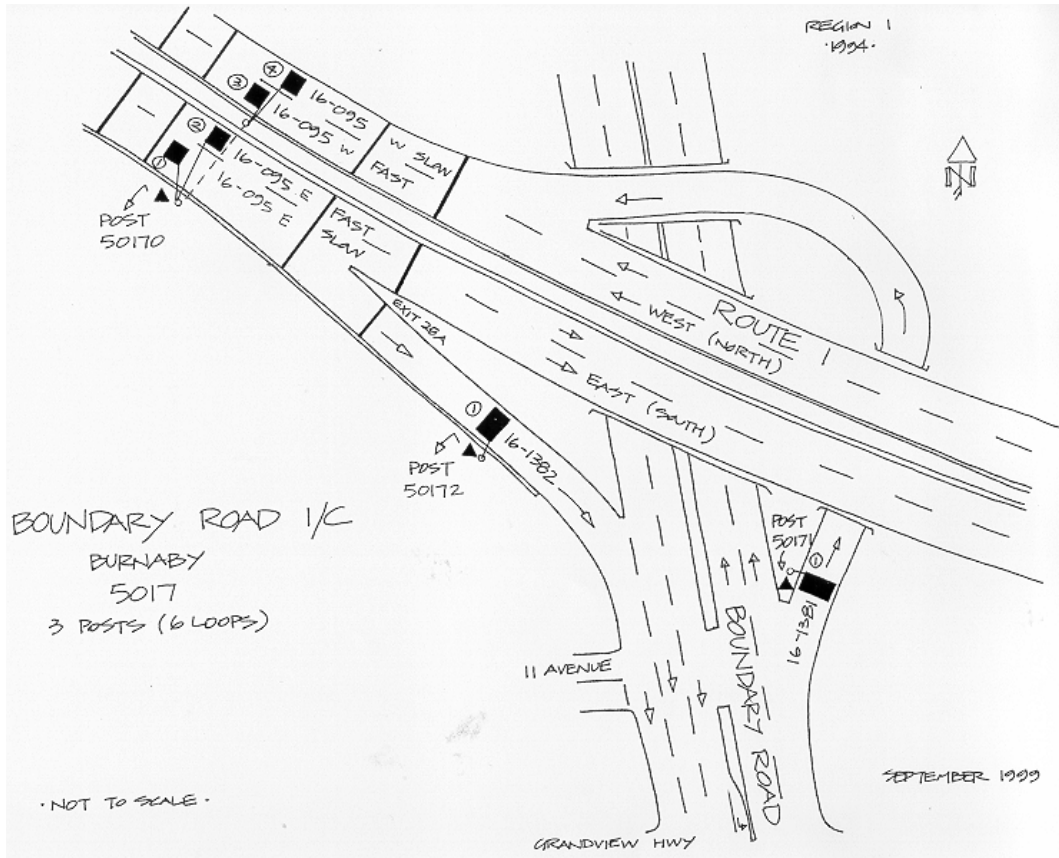 REGION 1
·1994·
④
③
16-095
16-095 W
W SLOW
FAST
②
①
16-095 E
16-095 E
POST
50170
FAST
SLOW
N
EXIT 28A
ROUTE 1
WEST (NORTH)
EAST (SOUTH)
①
16-1382
POST
50172
POST
50171
①
16-1381
BOUNDARY ROAD I/C
BURNABY
5017
3 POSTS (6 LOOPS)
11 AVENUE
BOUNDARY ROAD
SEPTEMBER 1999
·NOT TO SCALE·
GRANDVIEW HWY